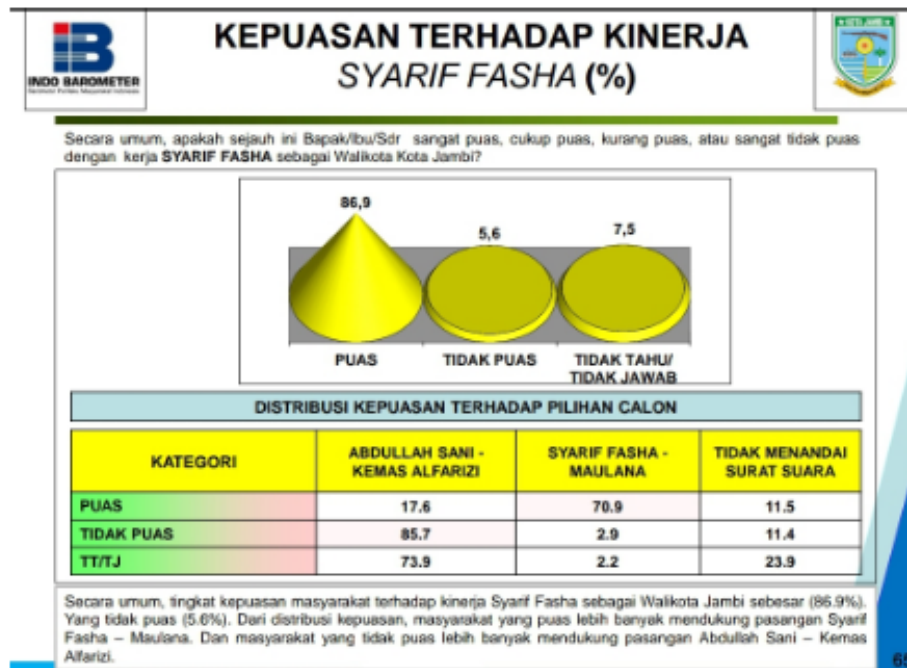 INDO BAROMETER
KEPUASAN TERHADAP KINERJA
SYARIF FASHA (%)
KOTA JAMBI
Secara umum, apakah sejauh ini Bapak/Ibu/Sdr sangat puas, cukup puas, kurang puas, atau sangat tidak puas
dengan kerja SYARIF FASHA sebagai Walikota Kota Jambi?
86,9
5,6
7,5
PUAS
TIDAK PUAS
TIDAK TAHU/
TIDAK JAWAB
DISTRIBUSI KEPUASAN TERHADAP PILIHAN CALON
KATEGORI ABDULLAH SANI - KEMAS ALFARIZI SYARIF FASHA - MAULANA TIDAK MENANDAI SURAT SUARA
PUAS 17.6 70.9 11.5
TIDAK PUAS 85.7 2.9 11.4
TT/TJ 73.9 2.2 23.9
Secara umum, tingkat kepuasan masyarakat terhadap kinerja Syarif Fasha sebagai Walikota Jambi sebesar (86.9%).
Yang tidak puas (5.6%). Dari distribusi kepuasan, masyarakat yang puas lebih banyak mendukung pasangan Syarif
Fasha – Maulana. Dan masyarakat yang tidak puas lebih banyak mendukung pasangan Abdullah Sani – Kemas
Alfarizi.